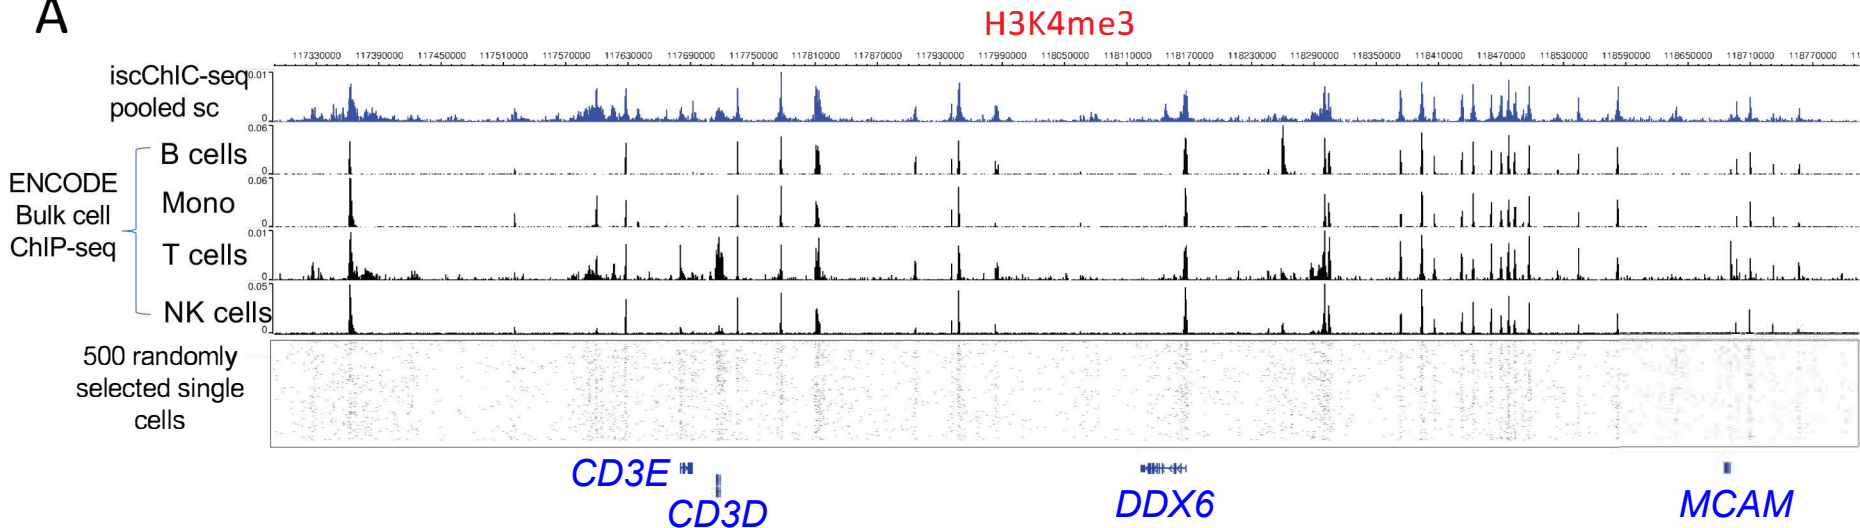 A
H3K4me3
117330000 117390000 117450000 117510000 117570000 117630000 117690000 117750000 117810000 117870000 117930000 117990000 118050000 118110000 118170000 118230000 118290000 118350000 118410000 118470000 118530000 118590000 118650000 118710000 118770000 11
iscChIC-seq
pooled sc
0.01
0
ENCODE
Bulk cell
ChIP-seq
B cells
0.06
0
Mono
0.06
0
T cells
0.01
0
NK cells
0.05
0
500 randomly
selected single
cells
CD3E
CD3D
DDX6
MCAM